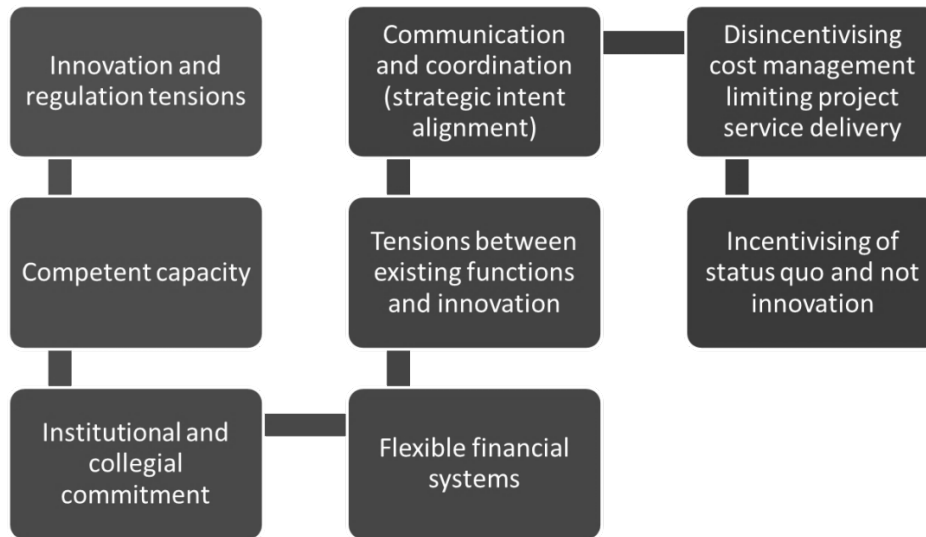 Innovation and
regulation tensions
Competent capacity
Institutional and
collegial
commitment
Flexible financial
systems
Tensions between
existing functions
and innovation
Communication
and coordination
(strategic intent
alignment)
Disincentivising
cost management
limiting project
service delivery
Incentivising of
status quo and not
innovation